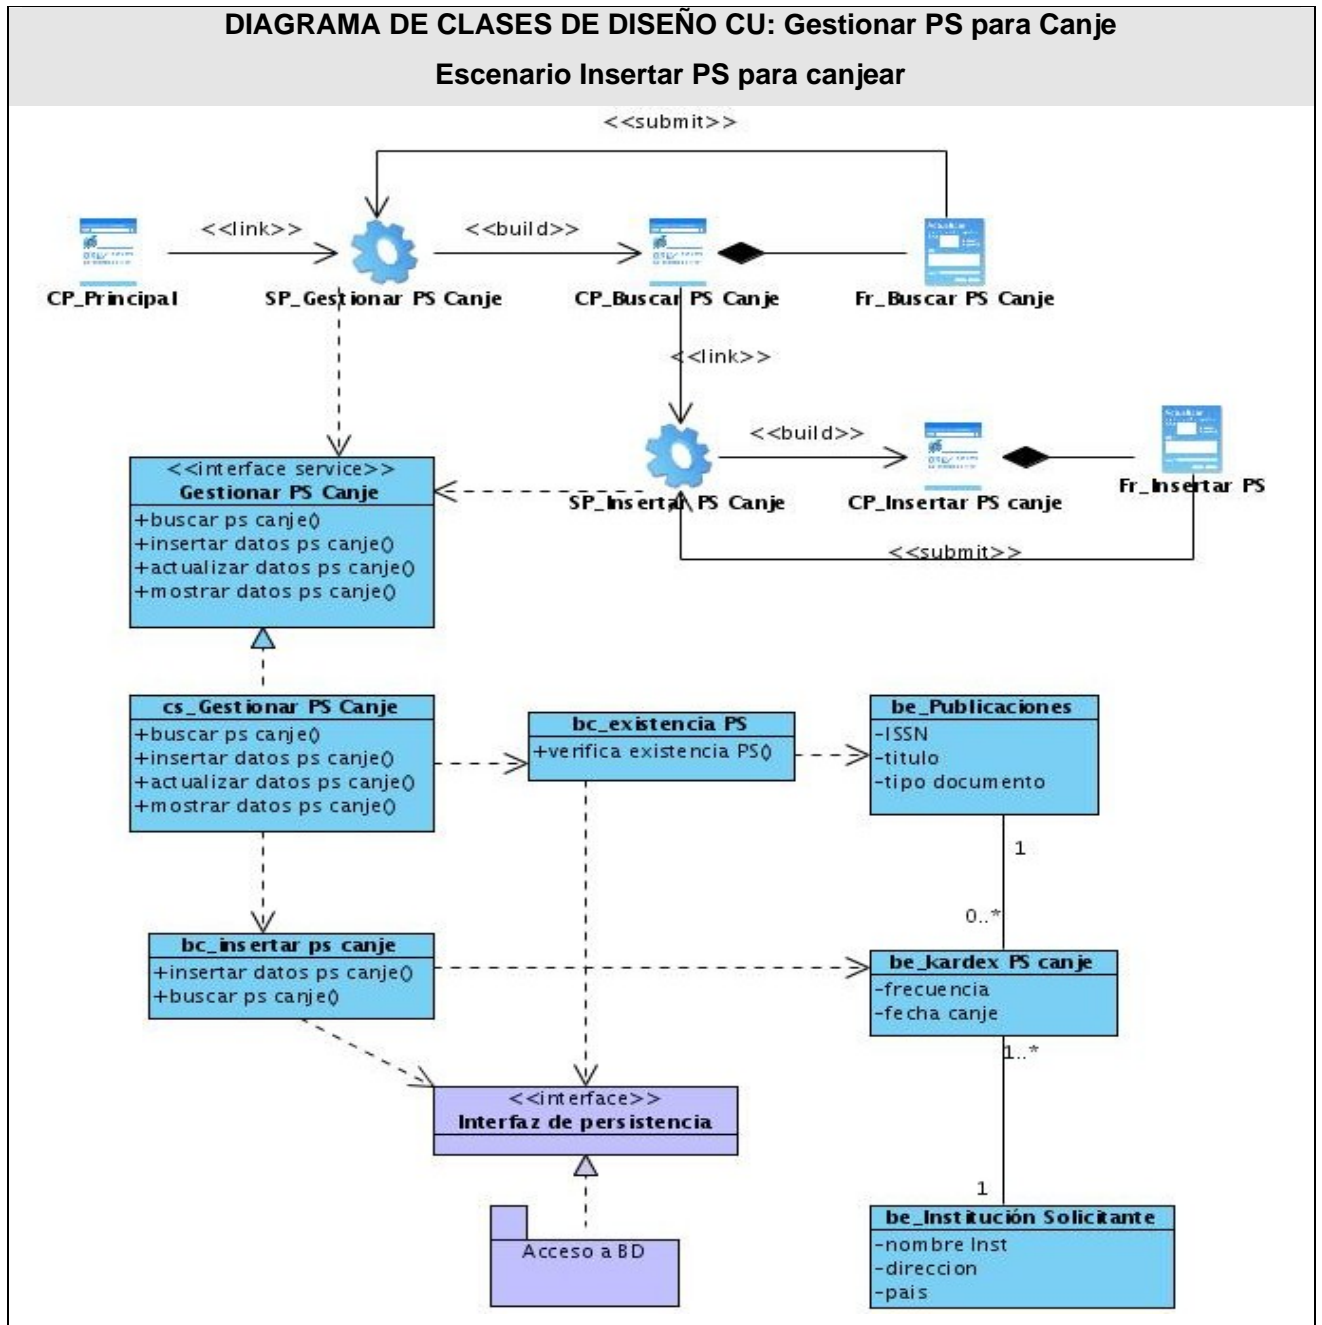 DIAGRAMA DE CLASES DE DISEÑO CU: Gestionar PS para Canje
Escenario Insertar PS para canjear
<<submit>>
<<link>>
<<build>>
CP_Principal
SP_Gestionar PS Canje
CP_Buscar PS Canje
Fr_Buscar PS Canje
<<link>>
<<build>>
SP_Insertar PS Canje
CP_Insertar PS canje
Fr_Insertar PS
<<submit>>
<<interface service>>
Gestionar PS Canje
+buscar ps canje()
+insertar datos ps canje()
+actualizar datos ps canje()
+mostrar datos ps canje()
cs_Gestionar PS Canje
+buscar ps canje()
+insertar datos ps canje()
+actualizar datos ps canje()
+mostrar datos ps canje()
bc_existencia PS
+verifica existencia PS()
be_Publicaciones
-ISSN
-titulo
-tipo documento
1
0..*
bc_insertar ps canje
+insertar datos ps canje()
+buscar ps canje()
be_kardex PS canje
-frecuencia
-fecha canje
1..*
<<interface>>
Interfaz de persistencia
1
Acceso a BD
be_Institución Solicitante
-nombre Inst
-direccion
-pais